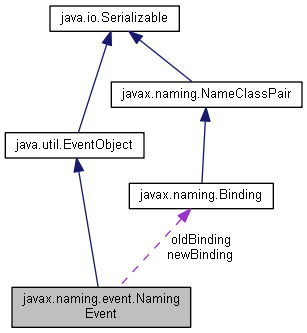 java.io.Serializable
javax.naming.NameClassPair
java.util.EventObject
javax.naming.Binding
oldBinding
newBinding
javax.naming.event.Naming
Event